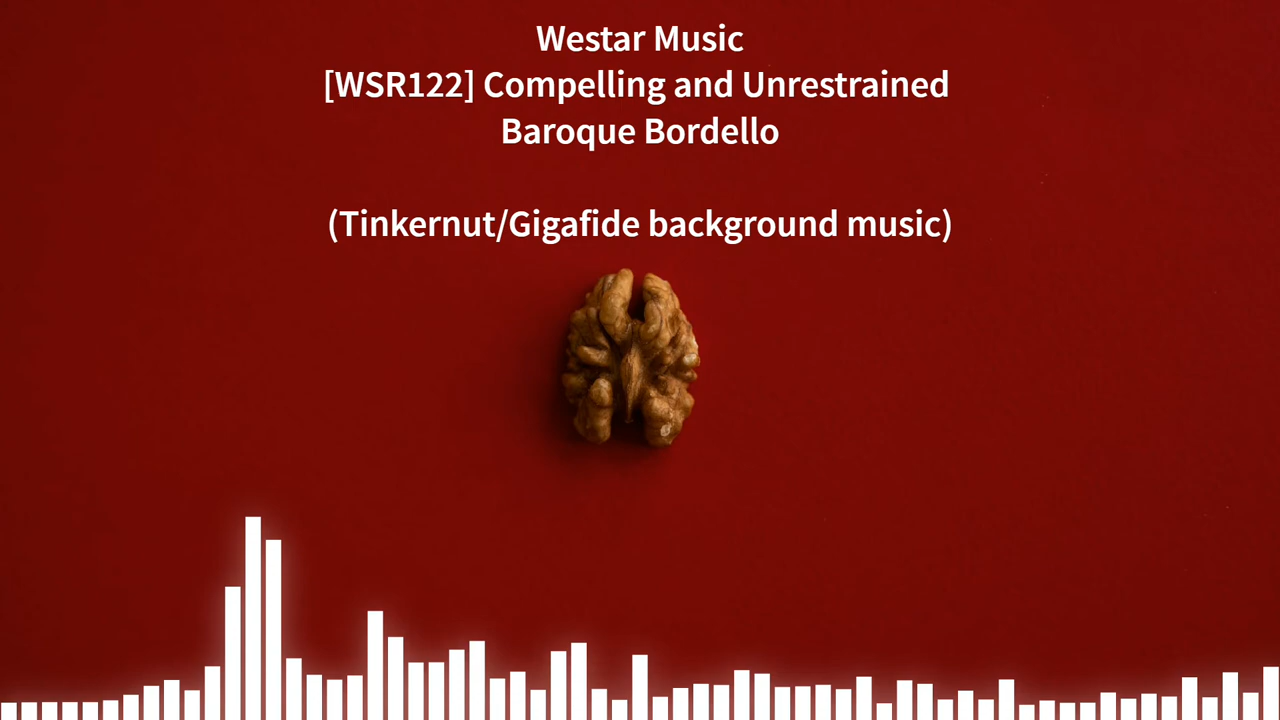 Westar Music
[WSR122] Compelling and Unrestrained
Baroque Bordello
(Tinkernut/Gigafide background music)